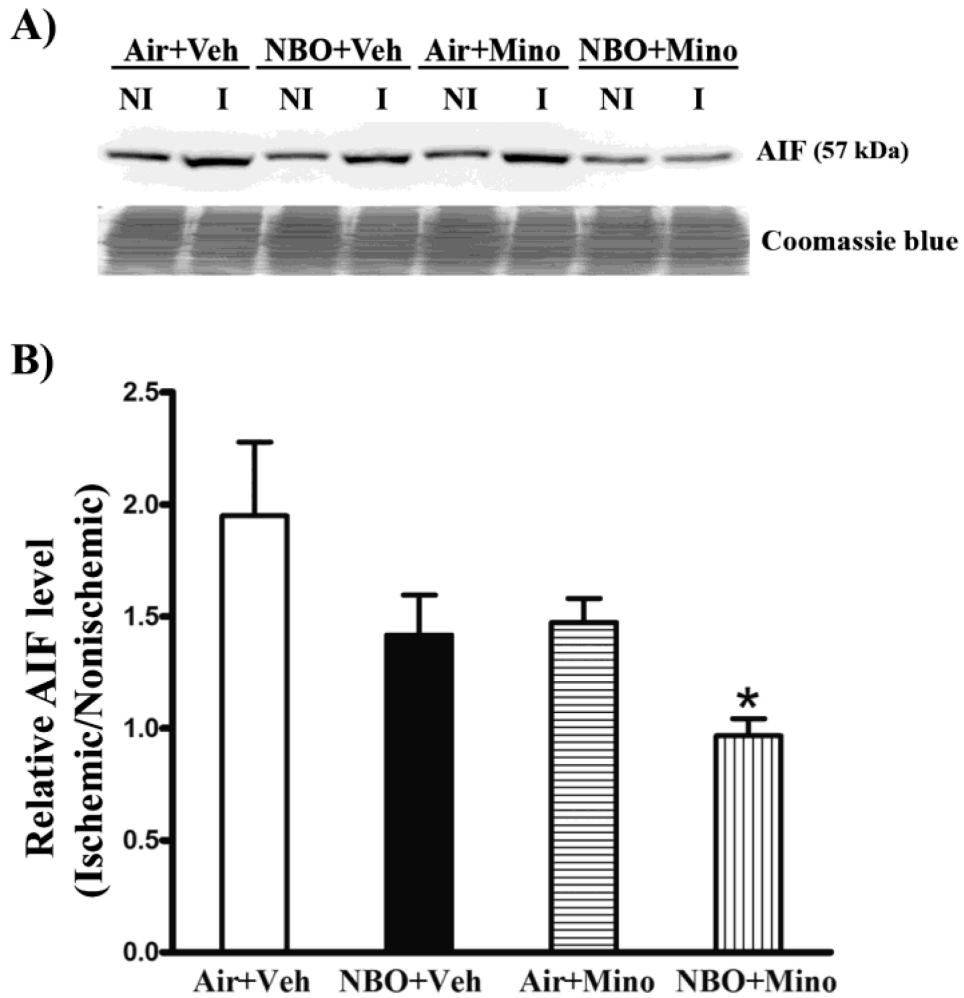 A)
Air+Veh NBO+Veh Air+Mino NBO+Mino
NI I NI I NI I NI I
AIF (57 kDa)
Coomassie blue
B)
Relative AIF level
(Ischemic/Nonischemic)
2.5
2.0
1.5
1.0
0.5
0.0
*
Air+Veh NBO+Veh Air+Mino NBO+Mino